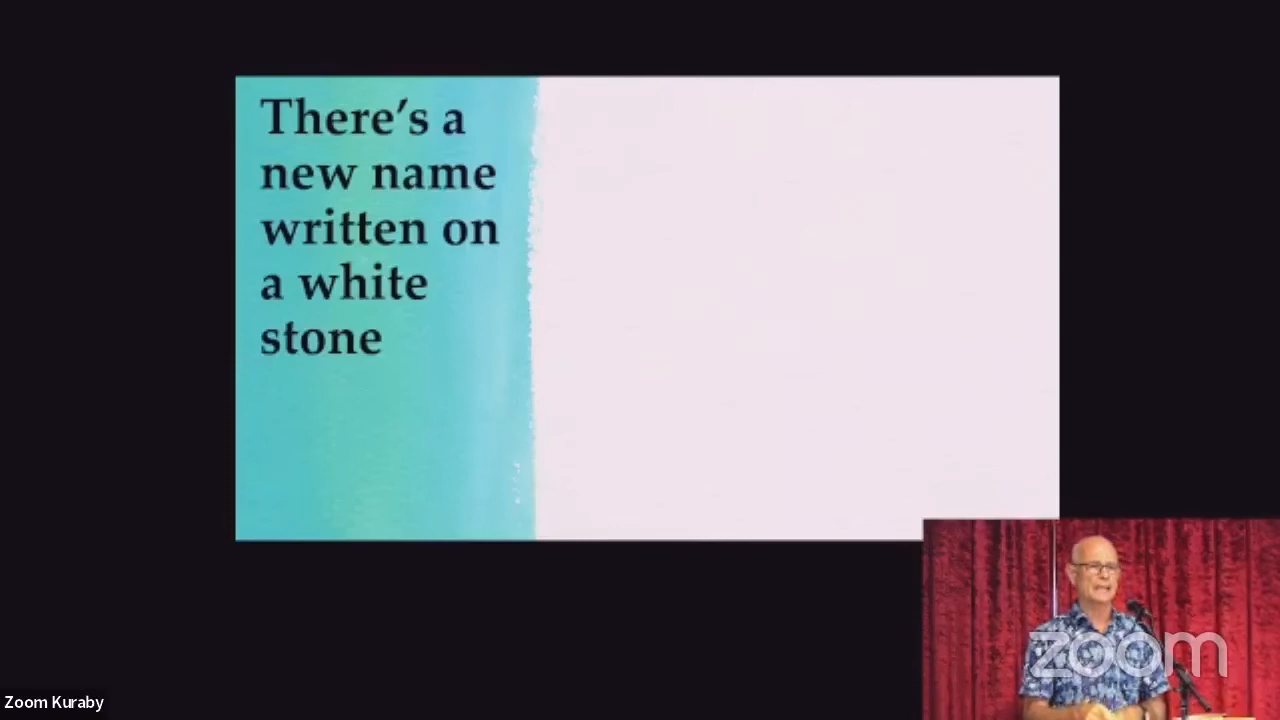 There’s a
new name
written on
a white
stone
zoom
Zoom Kuraby